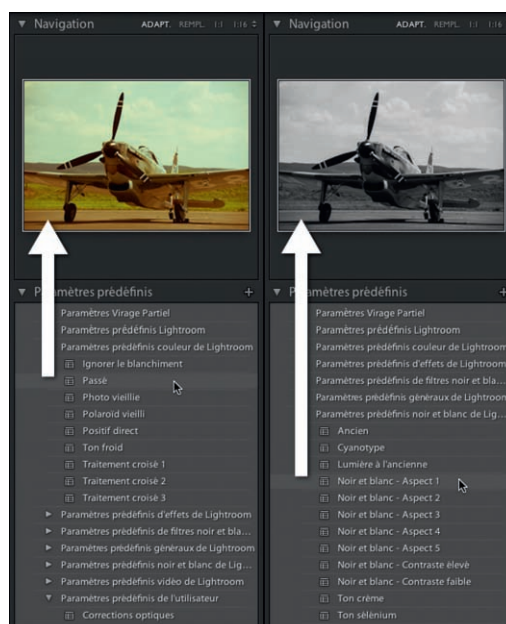 Navigation ADAPT. REMPL. 1:1 1:16
Paramètres prédéfinis +
Paramètres Virage Partiel
Paramètres prédéfinis Lightroom
Paramètres prédéfinis couleur de Lightroom
Ignorer le blanchiment
Passé
Photo vieillie
Polaroïd vieilli
Positif direct
Ton froid
Traitement croisé 1
Traitement croisé 2
Traitement croisé 3
Paramètres prédéfinis d'effets de Lightroom
Paramètres prédéfinis de filtres noir et bla...
Paramètres prédéfinis généraux de Lightroom
Paramètres prédéfinis noir et blanc de Lig...
Paramètres prédéfinis vidéo de Lightroom
Paramètres prédéfinis de l'utilisateur
Corrections optiques
Navigation ADAPT. REMPL. 1:1 1:16
Paramètres prédéfinis +
Paramètres Virage Partiel
Paramètres prédéfinis Lightroom
Paramètres prédéfinis couleur de Lightroom
Paramètres prédéfinis d'effets de Lightroom
Paramètres prédéfinis de filtres noir et bla...
Paramètres prédéfinis généraux de Lightroom
Paramètres prédéfinis noir et blanc de Lig...
Ancien
Cyanotype
Lumière à l'ancienne
Noir et blanc - Aspect 1
Noir et blanc - Aspect 2
Noir et blanc - Aspect 3
Noir et blanc - Aspect 4
Noir et blanc - Aspect 5
Noir et blanc - Contraste élevé
Noir et blanc - Contraste faible
Ton crème
Ton sélénium